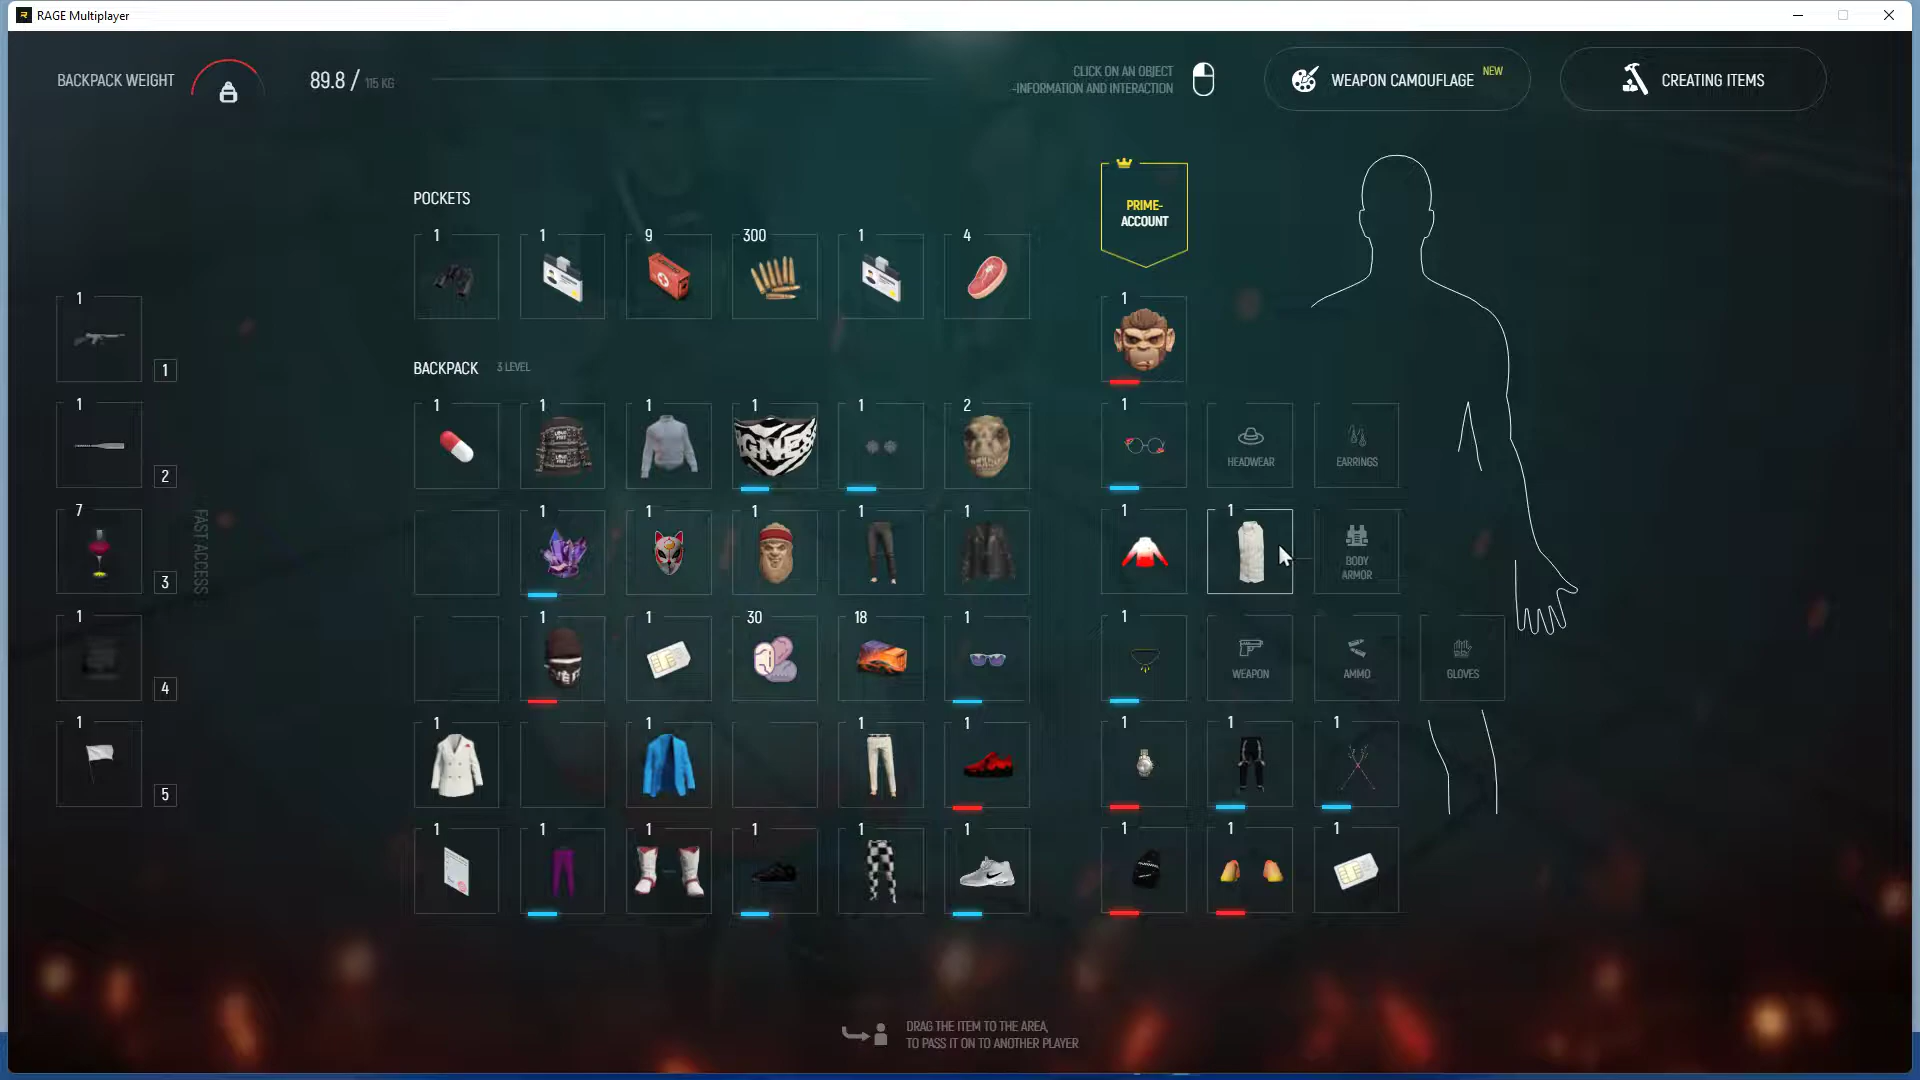 RAGE Multiplayer
BACKPACK WEIGHT
89.8 / 115 KG
CLICK ON AN OBJECT
-INFORMATION AND INTERACTION
WEAPON CAMOUFLAGE NEW
CREATING ITEMS
POCKETS
1 1 9 300 1 4
PRIME-
ACCOUNT
1
1
1
BACKPACK 3 LEVEL
1 1 1 1 1 2
1
HEADWEAR
EARRINGS
1
2
FAST ACCESS
1 1 1 1 1
1 1
BODY
ARMOR
7
3
1 1 30 18 1
1
WEAPON
AMMO
GLOVES
1
4
1 1 1 1
1 1 1
1
5
1 1 1 1 1 1
1 1 1
DRAG THE ITEM TO THE AREA,
TO PASS IT ON TO ANOTHER PLAYER